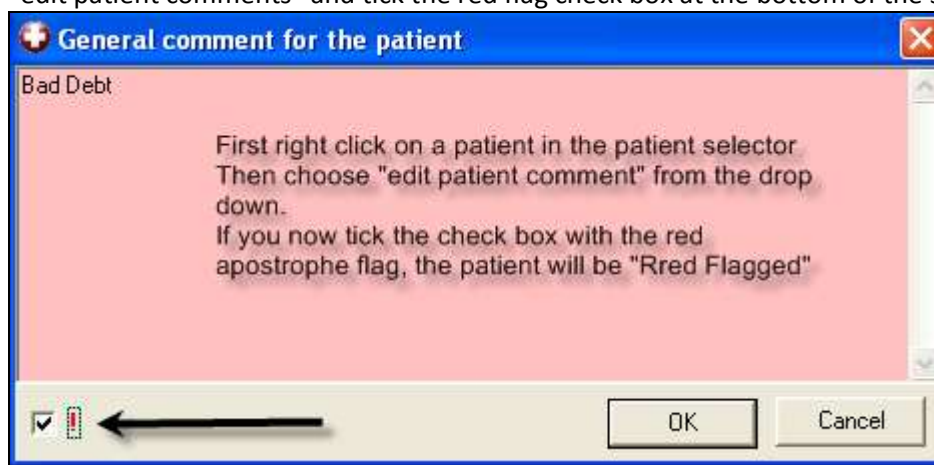 "edit patient comments" and tick the red flag check box at the bottom of the s
General comment for the patient
Bad Debt
First right click on a patient in the patient selector
Then choose "edit patient comment" from the drop
down.
If you now tick the check box with the red
apostrophe flag, the patient will be "Rred Flagged"
!
OK
Cancel